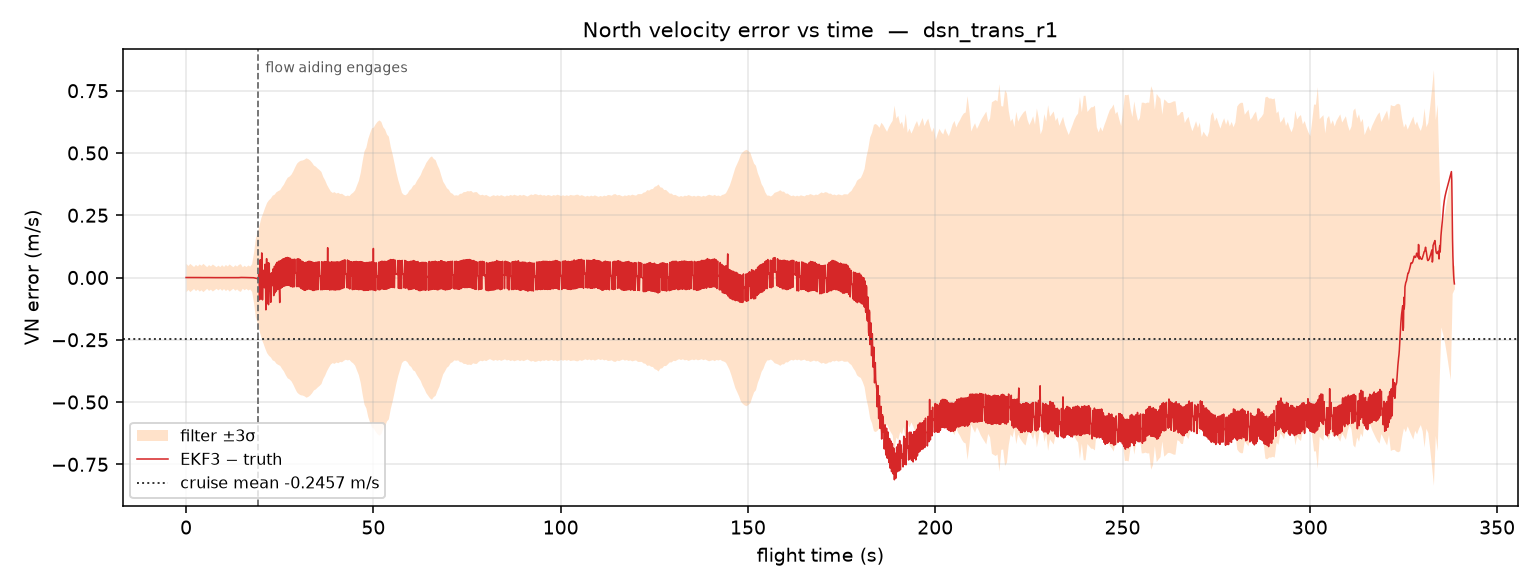 North velocity error vs time — dsn_trans_r1
flow aiding engages
VN error (m/s)
0.75
0.50
0.25
0.00
−0.25
−0.50
−0.75
filter ±3σ
EKF3 − truth
cruise mean -0.2457 m/s
0 50 100 150 200 250 300 350
flight time (s)